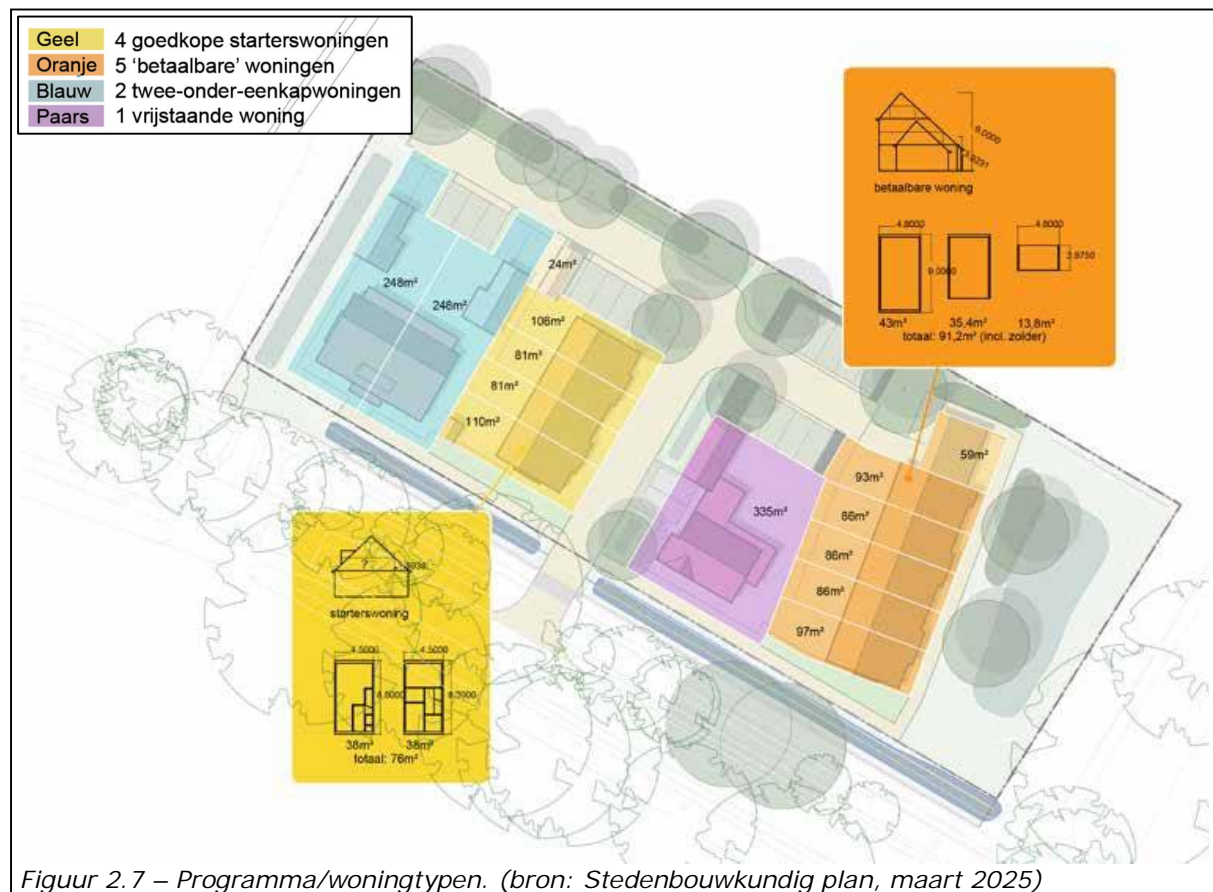 Geel 4 goedkope starterswoningen
Oranje 5 ‘betaalbare’ woningen
Blauw 2 twee-onder-eenkapwoningen
Paars 1 vrijstaande woning
betaalbare woning
4.8000
4.8000
9.0000
43m²
35,4m²
13,8m²
totaal: 91,2m² (incl. zolder)
24m²
248m²
246m²
106m²
81m²
81m²
110m²
59m²
93m²
335m²
86m²
86m²
86m²
97m²
?
starterswoning
4.5000
4.5000
38m²
38m²
totaal: 76m²
Figuur 2.7 – Programma/woningtypen. (bron: Stedenbouwkundig plan, maart 2025)